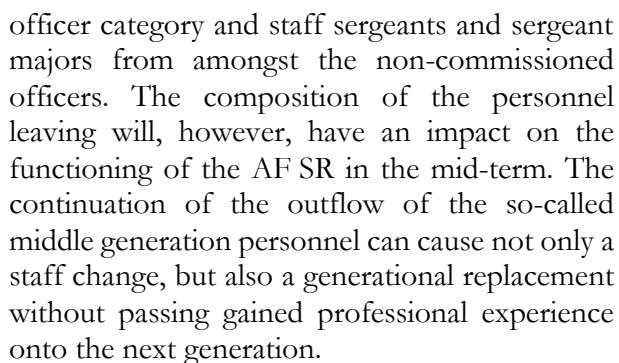 officer category and staff sergeants and sergeant
majors from amongst the non-commissioned
officers. The composition of the personnel
leaving will, however, have an impact on the
functioning of the AF SR in the mid-term. The
continuation of the outflow of the so-called
middle generation personnel can cause not only a
staff change, but also a generational replacement
without passing gained professional experience
onto the next generation.